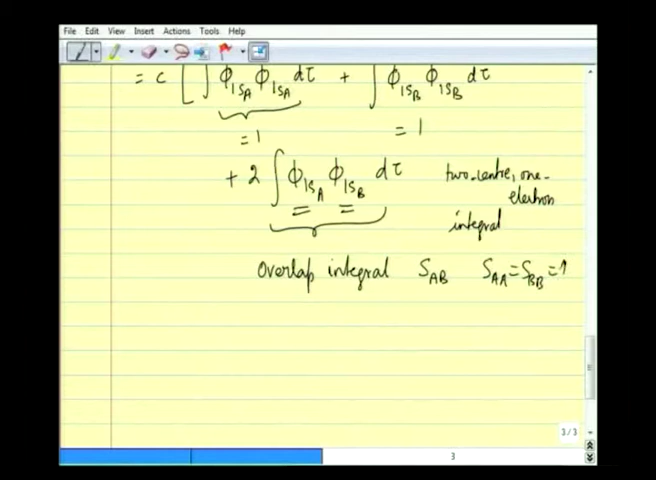 File Edit View Insert Actions Tools Help
= c [ ∫ ϕ1SA ϕ1SA dτ + ∫ ϕ1SB ϕ1SB dτ
=1 = 1
+ 2 ∫ ϕ1SA ϕ1SB dτ two-centre, one-
electron
integral
Overlap integral SAB SAA=SBB=1
3/3
3